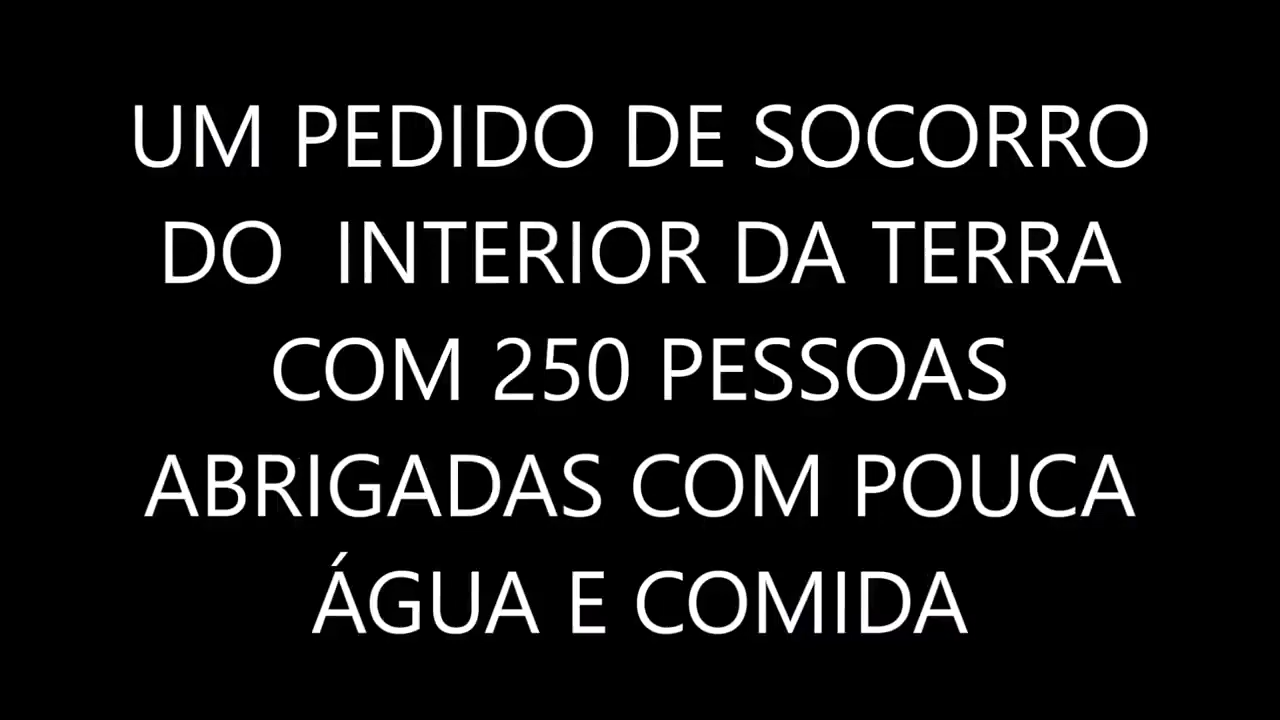 UM PEDIDO DE SOCORRO
DO  INTERIOR DA TERRA
COM 250 PESSOAS
ABRIGADAS COM POUCA
ÁGUA E COMIDA